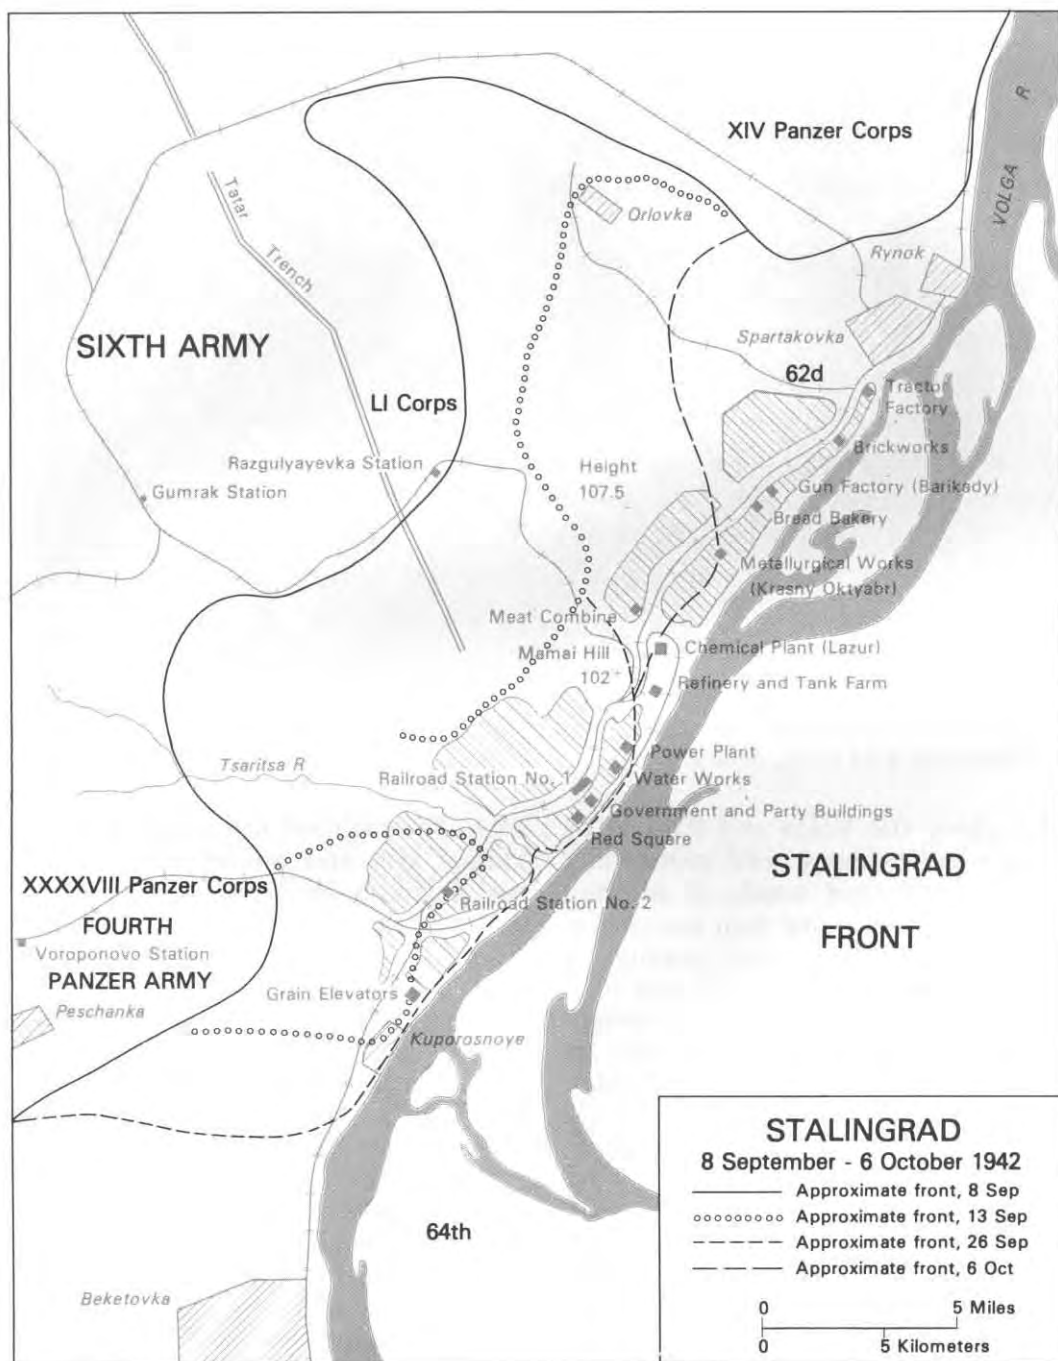 XIV Panzer Corps
VOLGA R
Tatar
Trench
Orlovka
Rynok
SIXTH ARMY
Spartakovka
62d
LI Corps
Tractor
Factory
Brickworks
Razgulyayevka Station
Height
107.5
Gumrak Station
Gun Factory (Barikady)
Bread Bakery
Metallurgical Works
(Krasny Oktyabr)
Meat Combine
Chemical Plant (Lazur)
Mamai Hill
102
Refinery and Tank Farm
Tsaritsa R
Power Plant
Railroad Station No. 1
Water Works
Government and Party Buildings
Red Square
STALINGRAD
FRONT
XXXXVIII Panzer Corps
Railroad Station No. 2
FOURTH
Voroponovo Station
PANZER ARMY
Grain Elevators
Peschanka
Kuporosnoye
64th
Beketovka
STALINGRAD
8 September - 6 October 1942
Approximate front, 8 Sep
Approximate front, 13 Sep
Approximate front, 26 Sep
Approximate front, 6 Oct
0 5 Miles
0 5 Kilometers